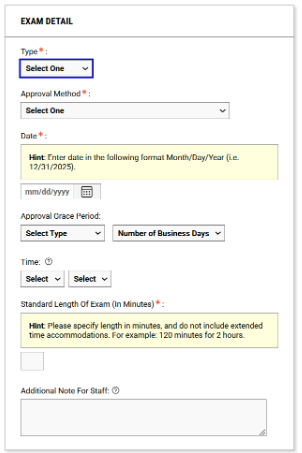 EXAM DETAIL
Type * :
Select One
Approval Method * :
Select One
Date * :
Hint: Enter date in the following format Month/Day/Year (i.e.
12/31/2025).
mm/dd/yyyy
Approval Grace Period:
Select Type Number of Business Days
Time: ?
Select Select
Standard Length Of Exam (In Minutes) * :
Hint: Please specify length in minutes, and do not include extended
time accommodations. For example: 120 minutes for 2 hours.
Additional Note For Staff: ?